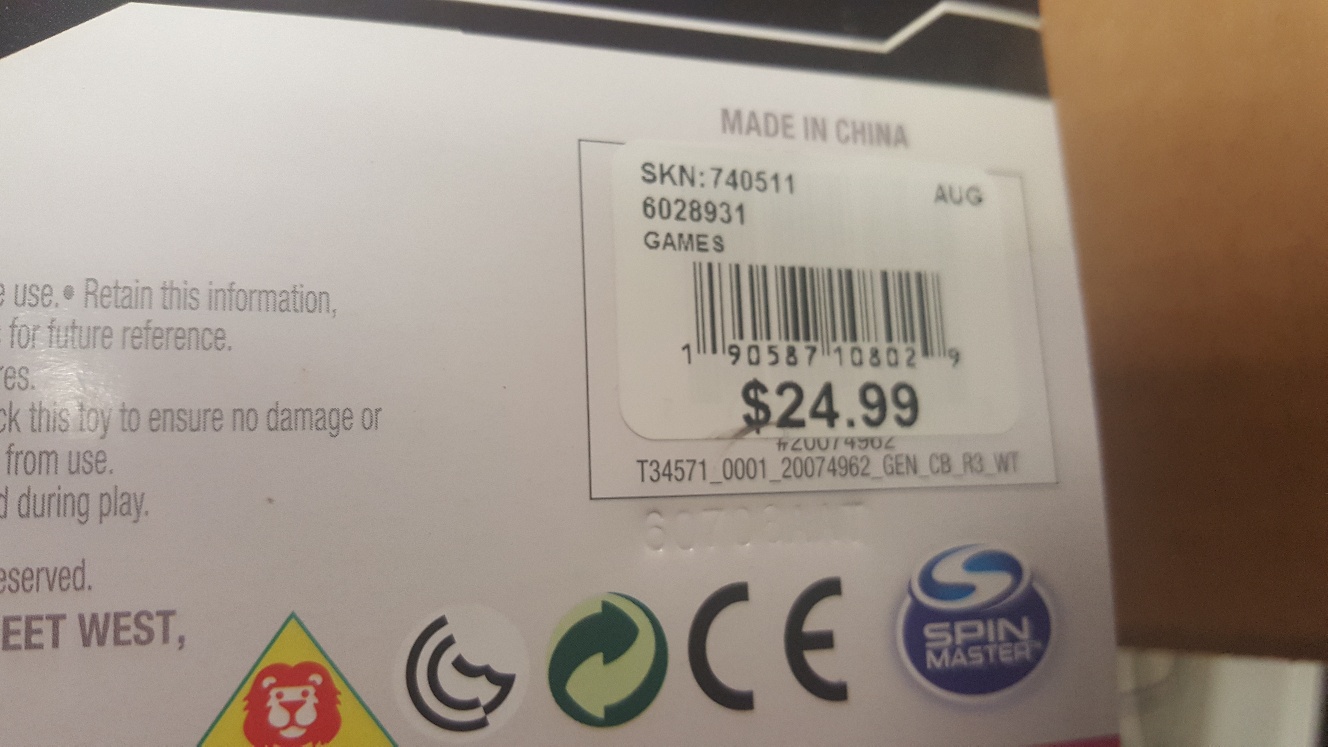 MADE IN CHINA
SKN:740511
AUG
6028931
GAMES
1 90587 10802 9
$24.99
#20074962
T34571_0001_20074962_GEN_CB_R3_WT
e use.• Retain this information,
for future reference.
res.
ck this toy to ensure no damage or
from use.
d during play.
eserved.
EET WEST,
CE
SPIN
MASTER™